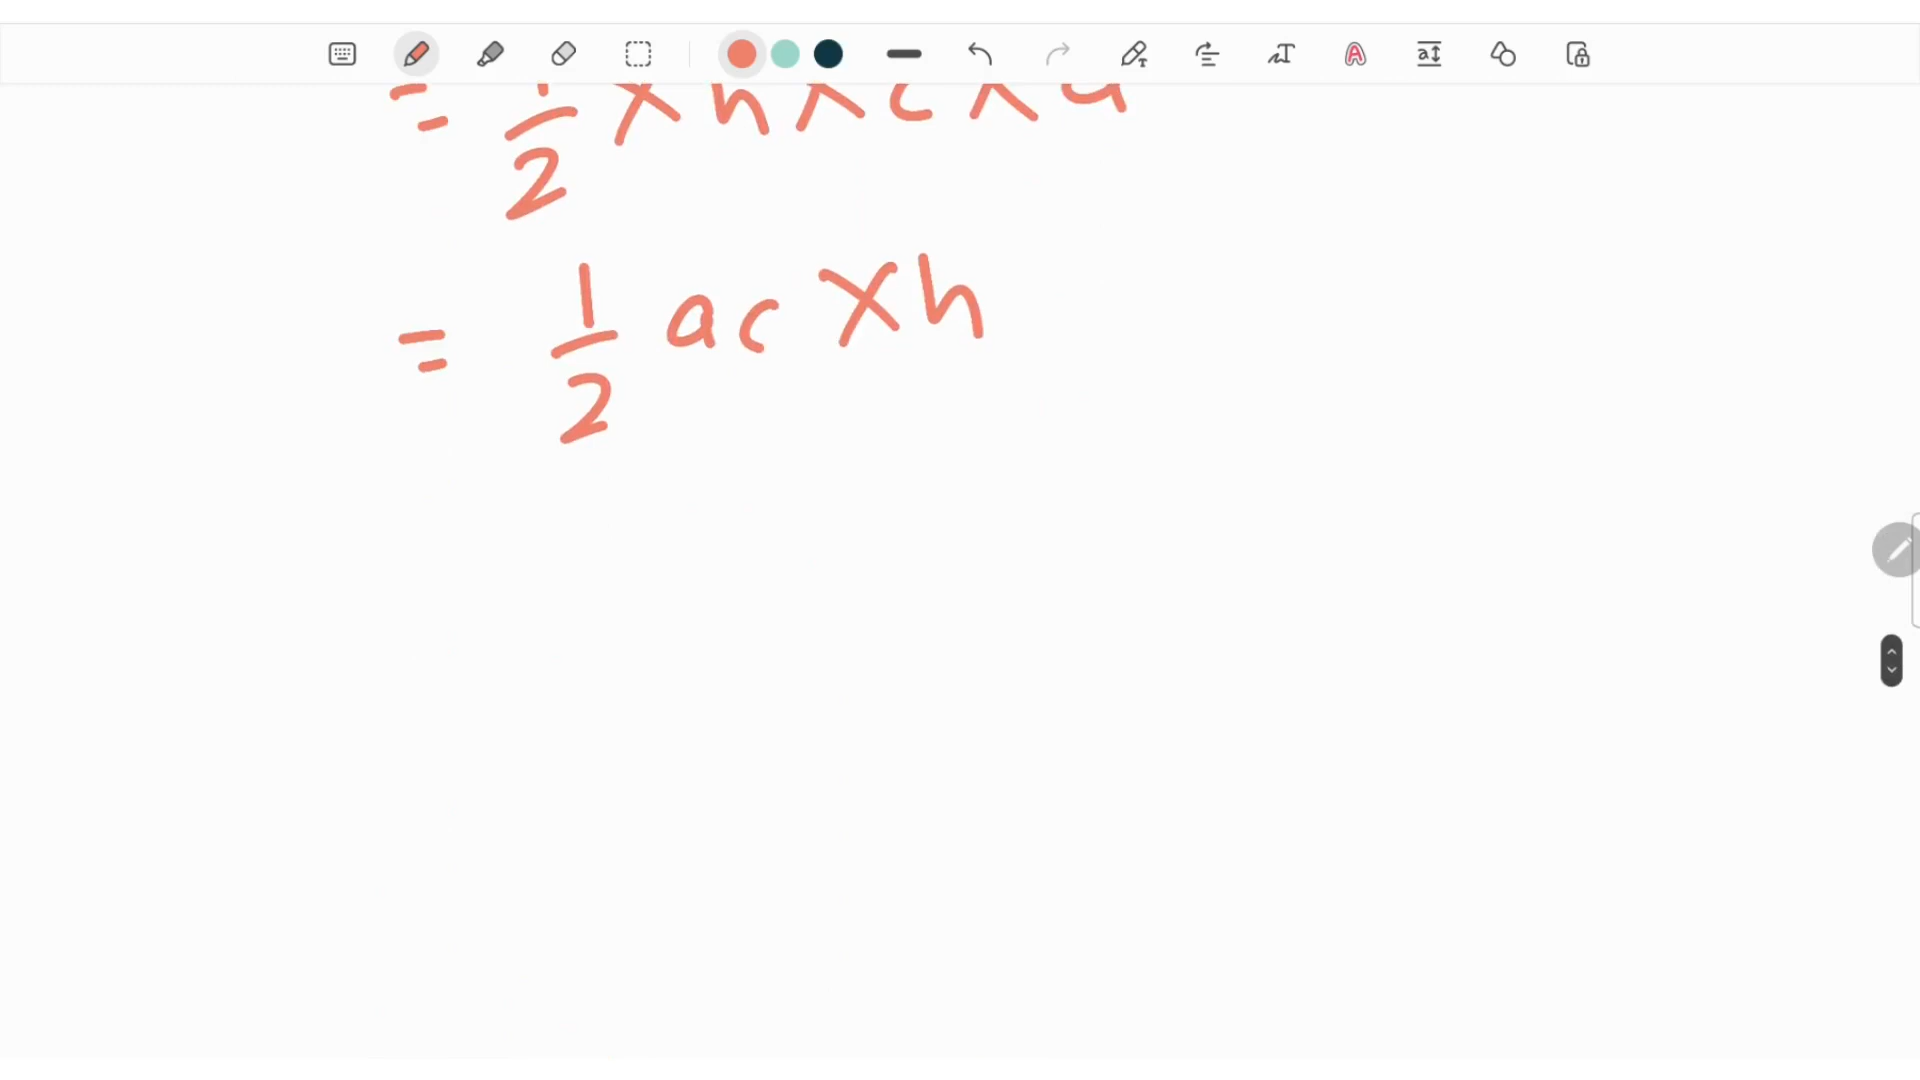 = 1/2 x h x c x a
= 1/2 ac x h